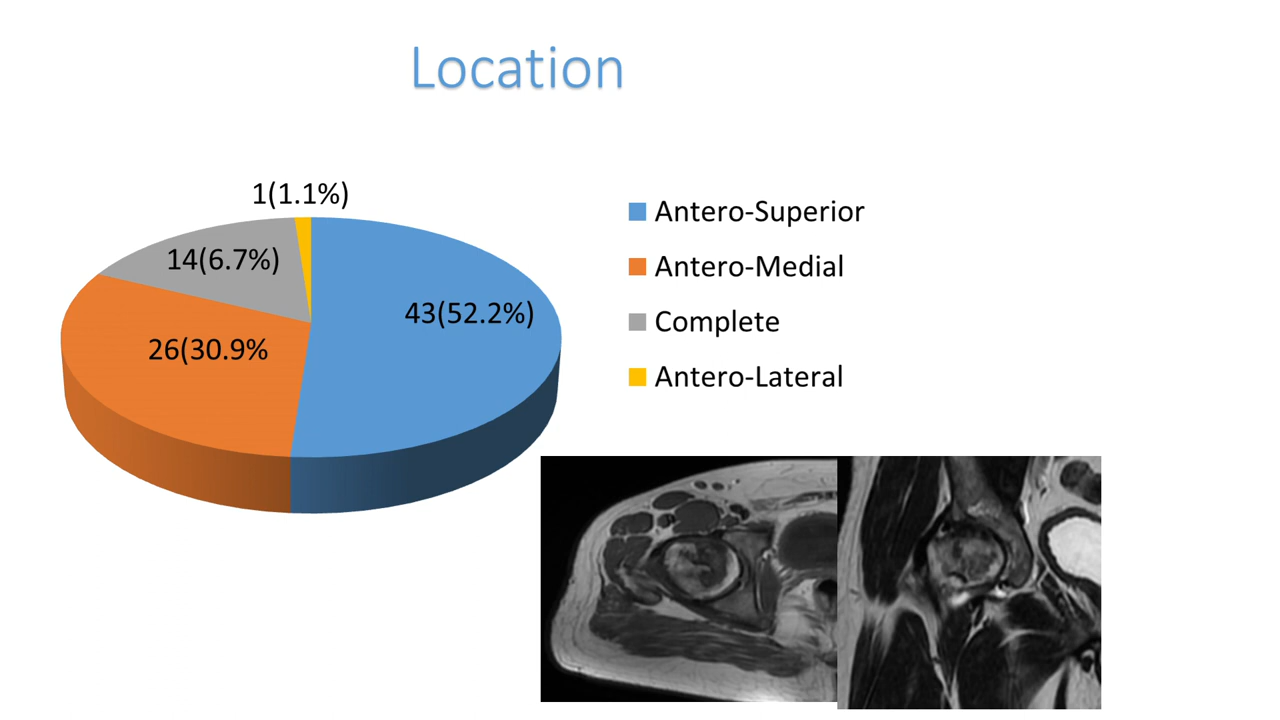 Location
1(1.1%)
14(6.7%)
43(52.2%)
26(30.9%
Antero-Superior
Antero-Medial
Complete
Antero-Lateral